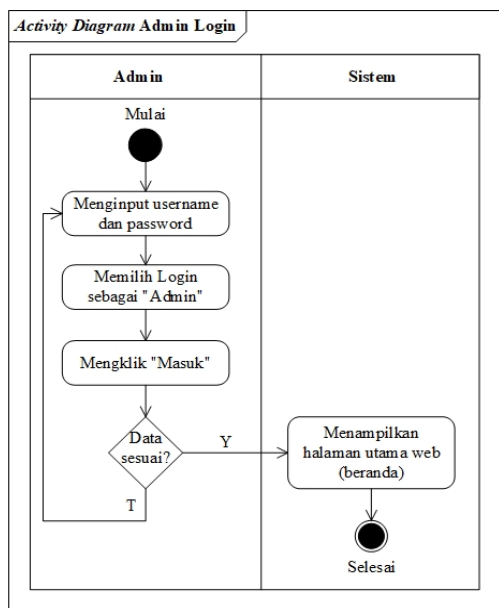 Activity Diagram Admin Login
Admin
Sistem
Mulai
Menginput username
dan password
Memilih Login
sebagai "Admin"
Mengklik "Masuk"
Data
sesuai?
Y
T
Menampilkan
halaman utama web
(beranda)
Selesai